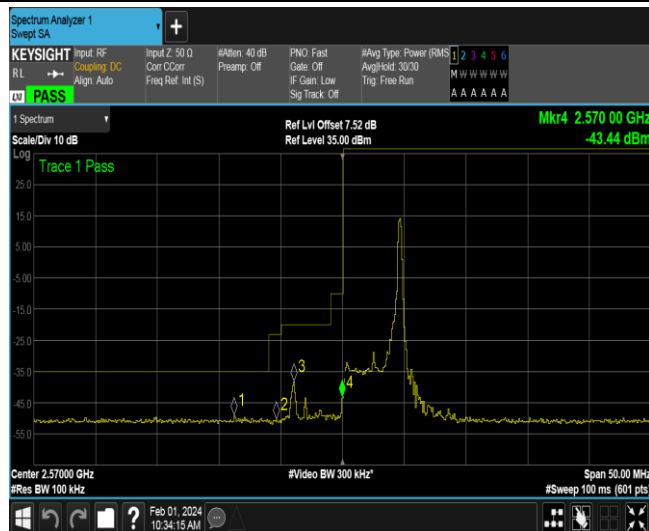 Spectrum Analyzer 1
Swept SA
+
KEYSIGHT
RL
LXI PASS
Input: RF
Coupling: DC
Align: Auto
Input Z: 50 Ω
Corr CCorr
Freq Ref: Int (S)
#Atten: 40 dB
Preamp: Off
PNO: Fast
Gate: Off
IF Gain: Low
Sig Track: Off
#Avg Type: Power (RMS
Avg|Hold: 30/30
Trig: Free Run
1 2 3 4 5 6
M W W W W W
A A A A A A
1 Spectrum
Scale/Div 10 dB
Ref Lvl Offset 7.52 dB
Ref Level 35.00 dBm
Mkr4 2.570 00 GHz
-43.44 dBm
Log
Trace 1 Pass
25.0
15.0
5.00
-5.00
-15.0
-25.0
-35.0
-45.0
-55.0
1
2
3
4
Center 2.57000 GHz
#Res BW 100 kHz
#Video BW 300 kHz*
Span 50.00 MHz
#Sweep 100 ms (601 pts)
?
Feb 01, 2024
10:34:15 AM